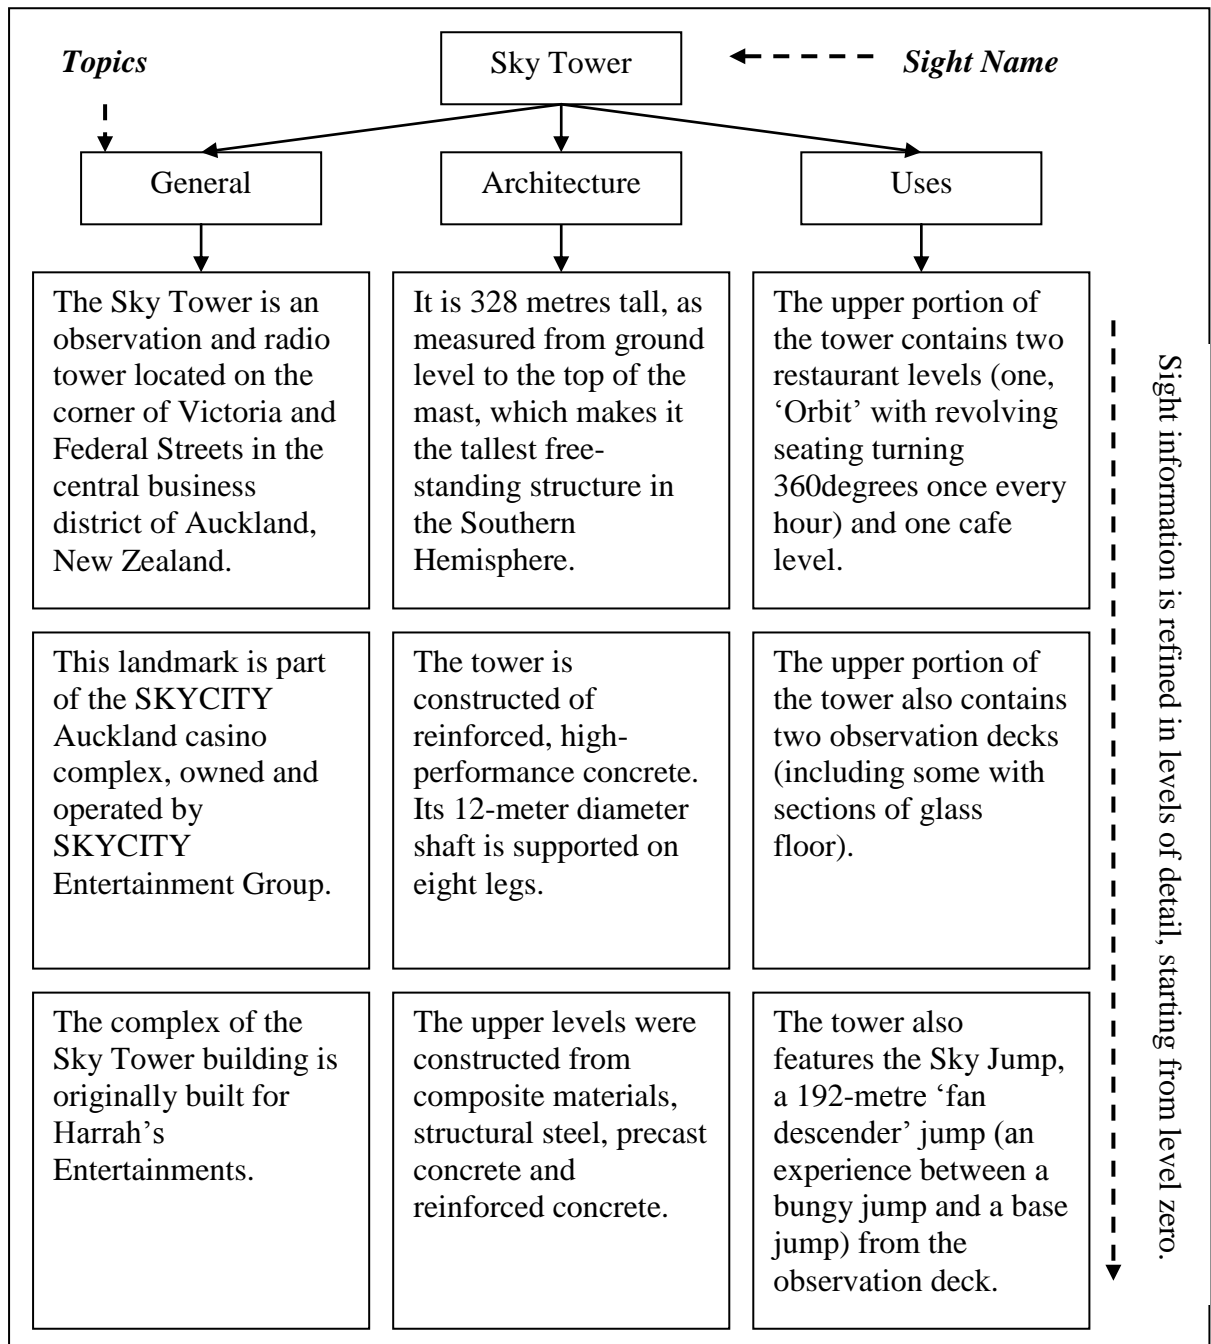 Topics
Sky Tower
Sight Name
General
Architecture
Uses
The Sky Tower is an
observation and radio
tower located on the
corner of Victoria and
Federal Streets in the
central business
district of Auckland,
New Zealand.
It is 328 metres tall, as
measured from ground
level to the top of the
mast, which makes it
the tallest free-
standing structure in
the Southern
Hemisphere.
The upper portion of
the tower contains two
restaurant levels (one,
‘Orbit’ with revolving
seating turning
360degrees once every
hour) and one cafe
level.
This landmark is part
of the SKYCITY
Auckland casino
complex, owned and
operated by
SKYCITY
Entertainment Group.
The tower is
constructed of
reinforced, high-
performance concrete.
Its 12-meter diameter
shaft is supported on
eight legs.
The upper portion of
the tower also contains
two observation decks
(including some with
sections of glass
floor).
The complex of the
Sky Tower building is
originally built for
Harrah's
Entertainments.
The upper levels were
constructed from
composite materials,
structural steel, precast
concrete and
reinforced concrete.
The tower also
features the Sky Jump,
a 192-metre ‘fan
descender’ jump (an
experience between a
bungy jump and a base
jump) from the
observation deck.
Sight information is refined in levels of detail, starting from level zero.